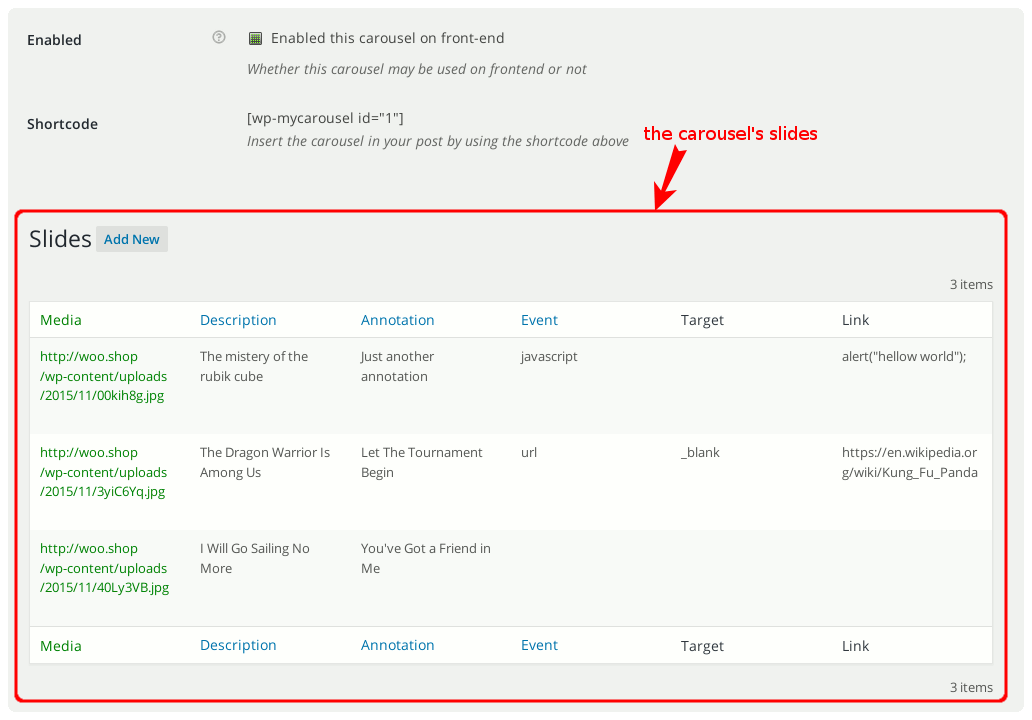 Enabled
Enabled this carousel on front-end
Whether this carousel may be used on frontend or not
Shortcode
[wp-mycarousel id="1"]
Insert the carousel in your post by using the shortcode above
the carousel's slides
Slides Add New
3 items
Media Description Annotation Event Target Link
http://woo.shop The mistery of the Just another javascript alert("hellow world");
/wp-content/uploads rubik cube annotation
/2015/11/00kih8g.jpg
http://woo.shop The Dragon Warrior Is Let The Tournament url _blank https://en.wikipedia.or
/wp-content/uploads Among Us Begin g/wiki/Kung_Fu_Panda
/2015/11/3yiC6Yq.jpg
http://woo.shop I Will Go Sailing No You've Got a Friend in
/wp-content/uploads More Me
/2015/11/40Ly3VB.jpg
Media Description Annotation Event Target Link
3 items